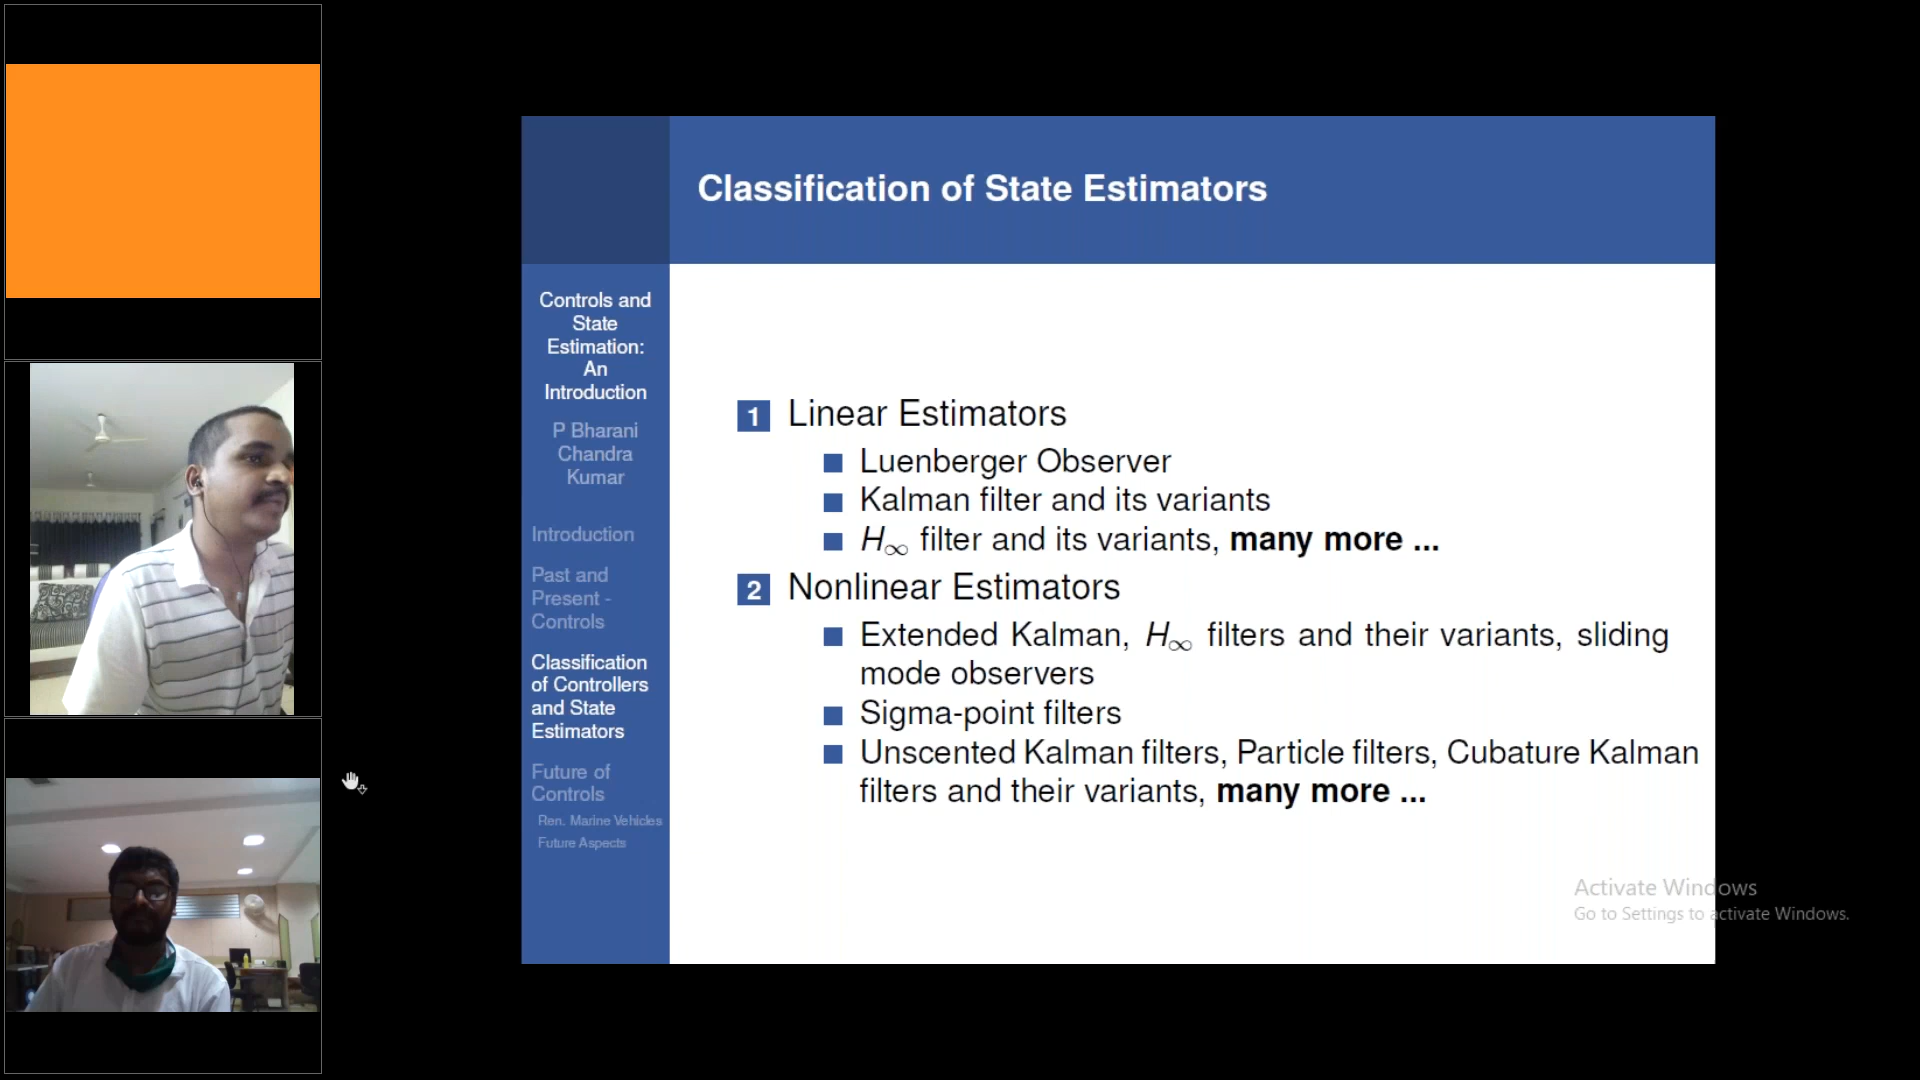 Classification of State Estimators
Controls and
State
Estimation:
An
Introduction
P Bharani
Chandra
Kumar
Introduction
Past and
Present -
Controls
Classification
of Controllers
and State
Estimators
Future of
Controls
Ren. Marine Vehicles
Future Aspects
1 Linear Estimators
Luenberger Observer
Kalman filter and its variants
H∞ filter and its variants, many more ...
2 Nonlinear Estimators
Extended Kalman, H∞ filters and their variants, sliding
mode observers
Sigma-point filters
Unscented Kalman filters, Particle filters, Cubature Kalman
filters and their variants, many more ...
Activate Windows
Go to Settings to activate Windows.